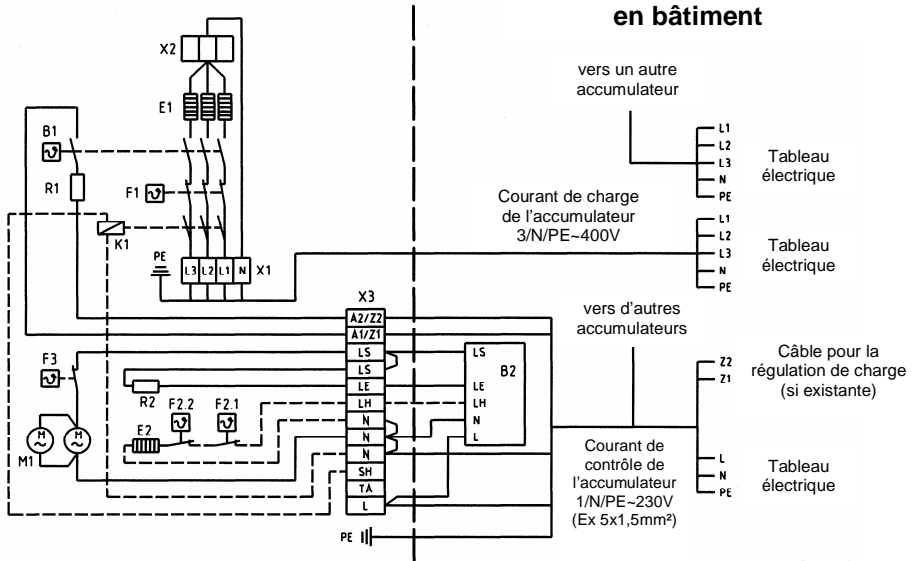 en bâtiment
X2
E1
B1
R1
F1
K1
PE
L3 L2 L1 N X1
X3
A2/Z2
A1/Z1
LS
LS
LE
LH
N
N
N
SH
TA
L
PE
F3
R2
F2.2 F2.1
E2
M
~
M
~
M1
LS
B2
LE
LH
N
L
vers un autre
accumulateur
L1
L2
L3
N
PE
Tableau
électrique
Courant de charge
de l'accumulateur
3/N/PE~400V
L1
L2
L3
N
PE
Tableau
électrique
vers d'autres
accumulateurs
Z2
Z1
Câble pour la
régulation de charge
(si existante)
Courant de
contrôle de
l'accumulateur
1/N/PE~230V
(Ex 5x1,5mm²)
L
N
PE
Tableau
électrique